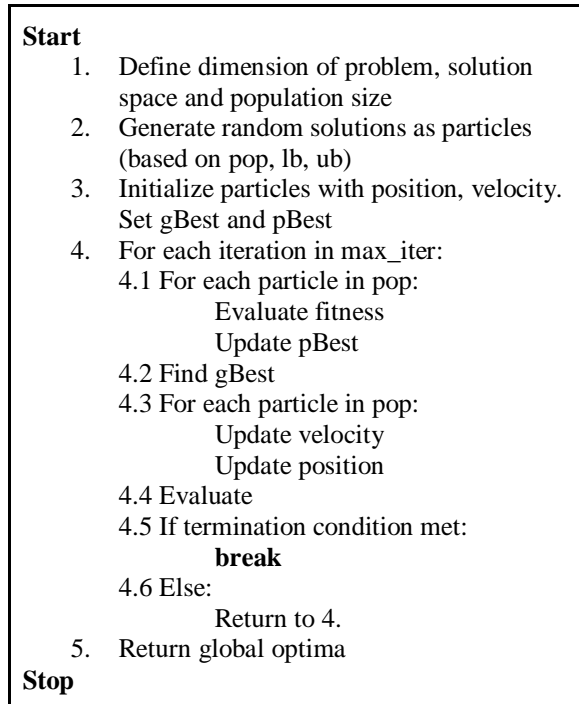 Start
1. Define dimension of problem, solution
space and population size
2. Generate random solutions as particles
(based on pop, lb, ub)
3. Initialize particles with position, velocity.
Set gBest and pBest
4. For each iteration in max_iter:
4.1 For each particle in pop:
Evaluate fitness
Update pBest
4.2 Find gBest
4.3 For each particle in pop:
Update velocity
Update position
4.4 Evaluate
4.5 If termination condition met:
break
4.6 Else:
Return to 4.
5. Return global optima
Stop